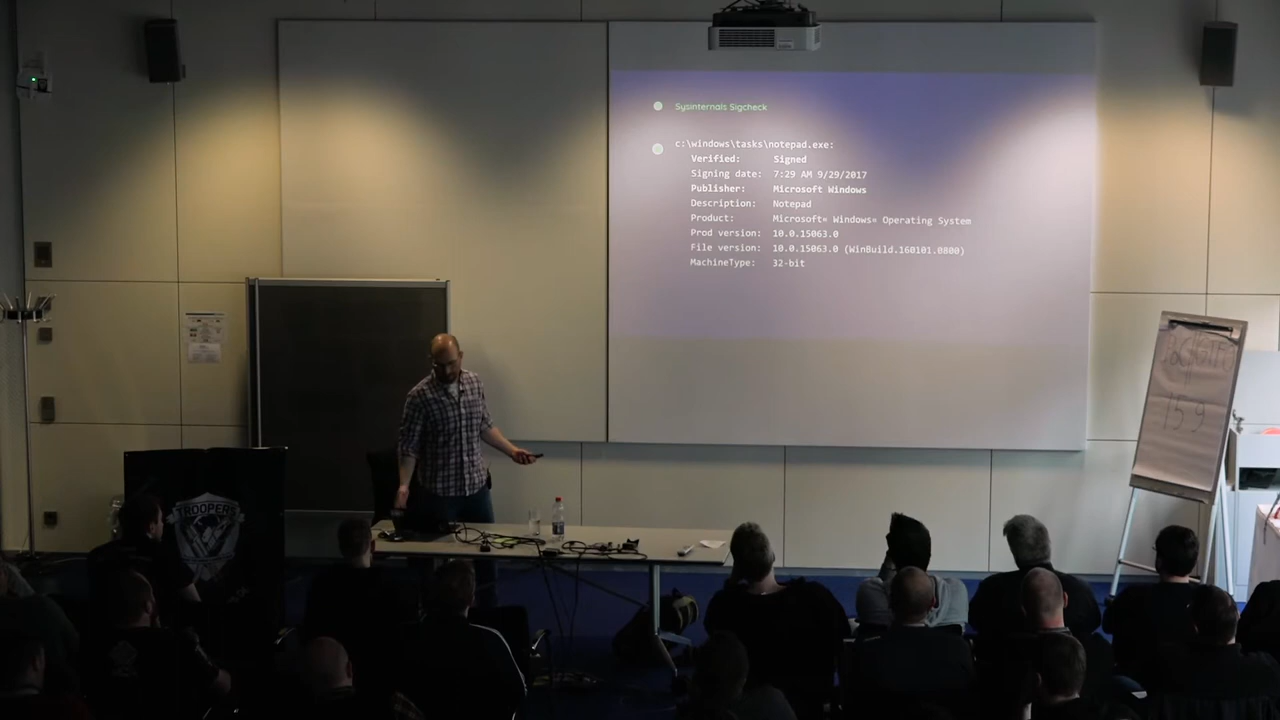 Sysinternals Sigcheck
c:\windows\tasks\notepad.exe:
Verified: Signed
Signing date: 7:29 AM 9/29/2017
Publisher: Microsoft Windows
Description: Notepad
Product: Microsoft« Windows« Operating System
Prod version: 10.0.15063.0
File version: 10.0.15063.0 (WinBuild.160101.0800)
MachineType: 32-bit
TROOPERS
159